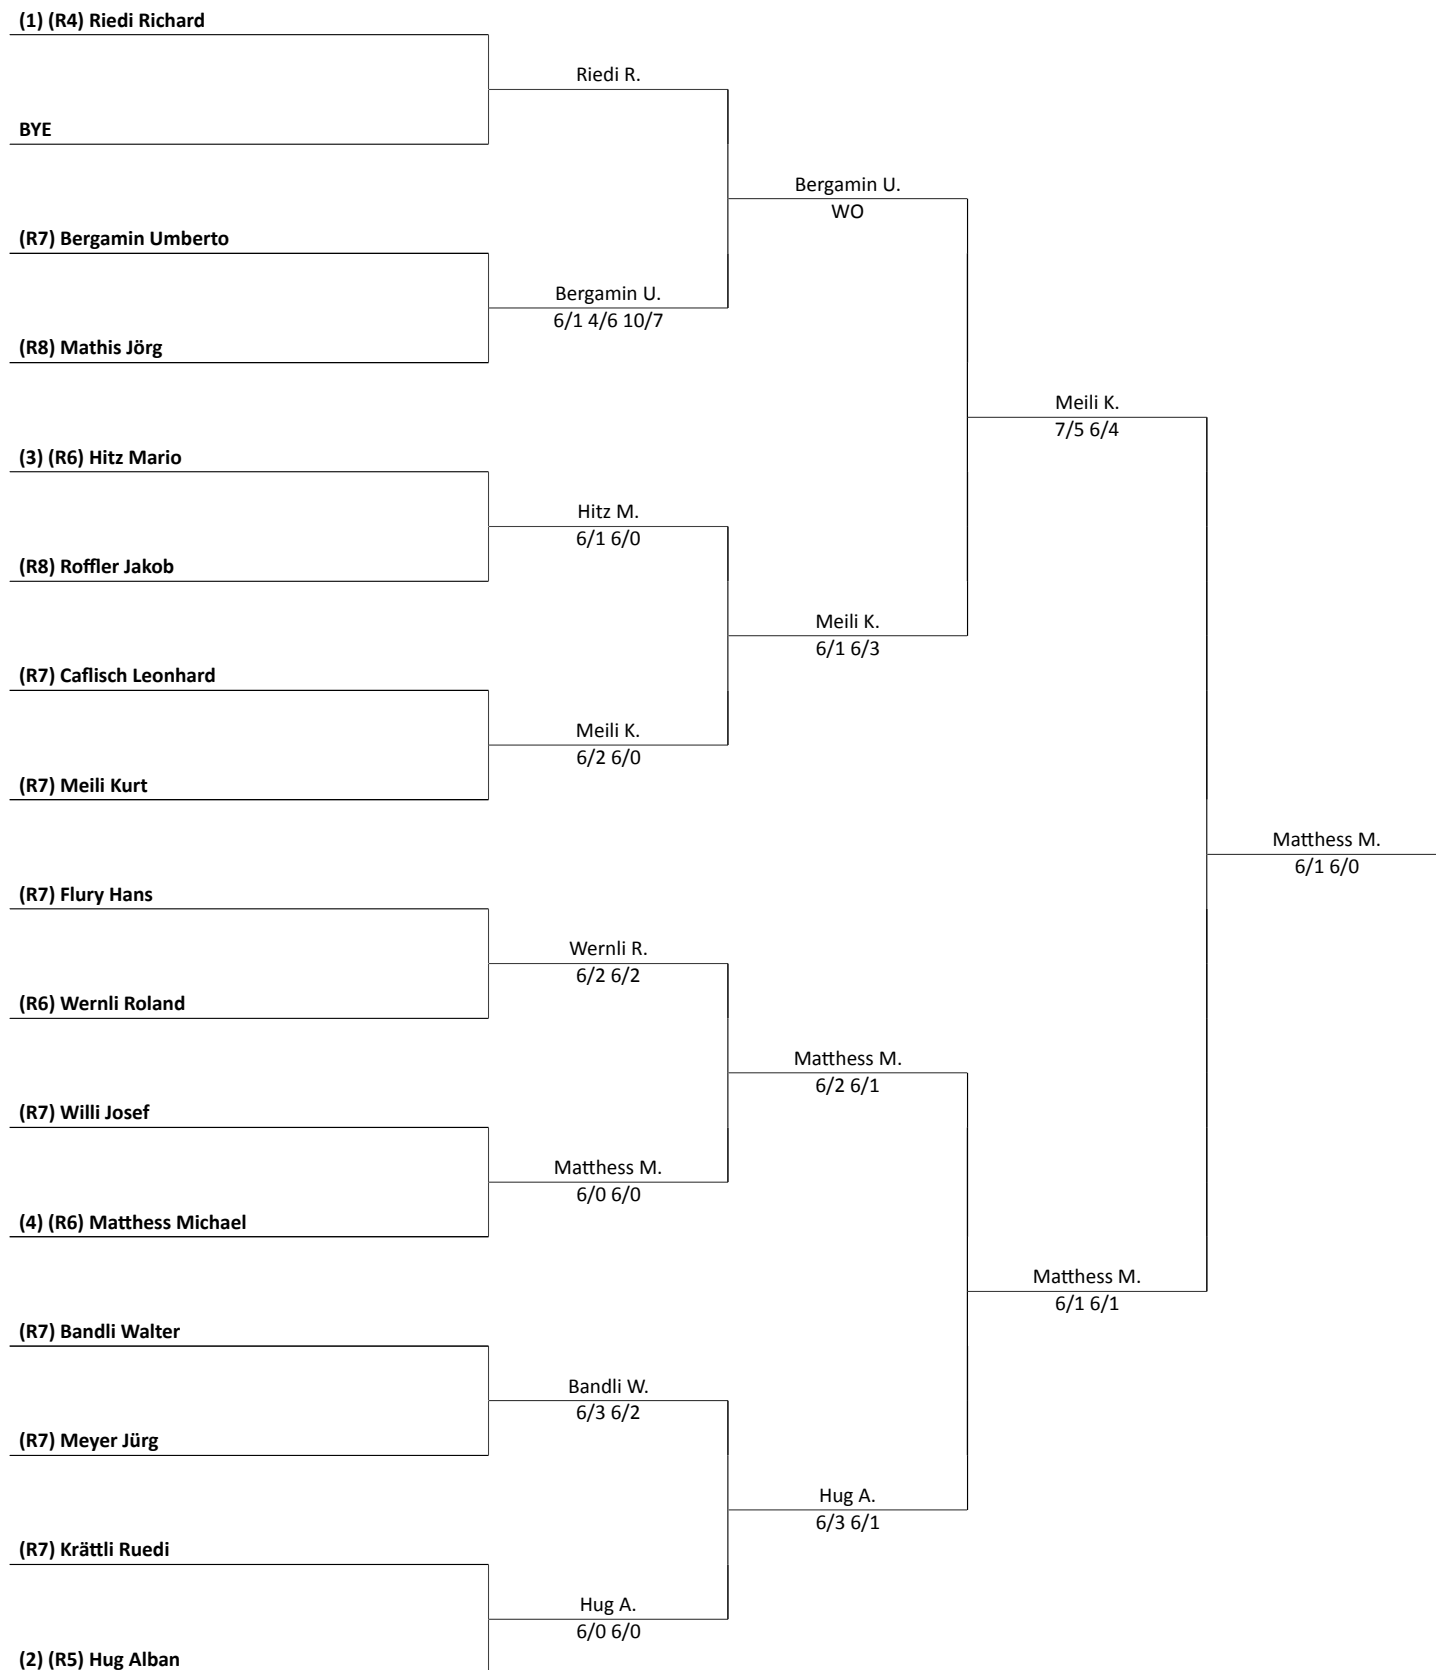 (1) (R4) Riedi Richard
Riedi R.
BYE
Bergamin U.
WO
(R7) Bergamin Umberto
Bergamin U.
6/1 4/6 10/7
(R8) Mathis Jörg
Meili K.
7/5 6/4
(3) (R6) Hitz Mario
Hitz M.
6/1 6/0
(R8) Roffler Jakob
Meili K.
6/1 6/3
(R7) Caflisch Leonhard
Meili K.
6/2 6/0
(R7) Meili Kurt
Matthess M.
6/1 6/0
(R7) Flury Hans
Wernli R.
6/2 6/2
(R6) Wernli Roland
Matthess M.
6/2 6/1
(R7) Willi Josef
Matthess M.
6/0 6/0
(4) (R6) Matthess Michael
Matthess M.
6/1 6/1
(R7) Bandli Walter
Bandli W.
6/3 6/2
(R7) Meyer Jürg
Hug A.
6/3 6/1
(R7) Krättli Ruedi
Hug A.
6/0 6/0
(2) (R5) Hug Alban